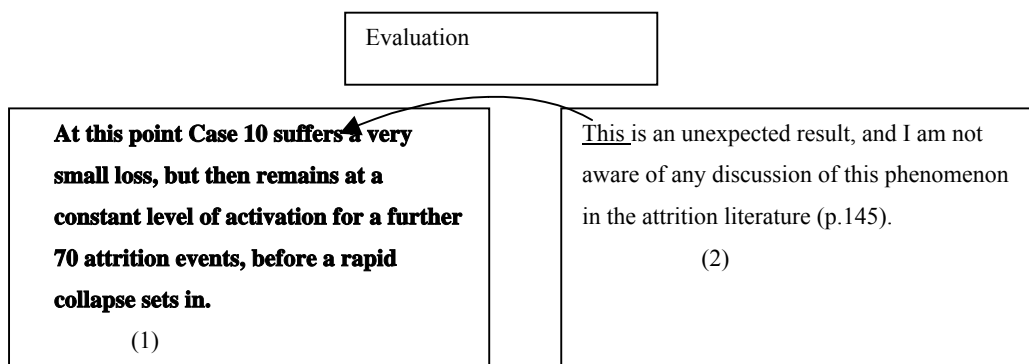 Evaluation
At this point Case 10 suffers a very
small loss, but then remains at a
constant level of activation for a further
70 attrition events, before a rapid
collapse sets in.
(1)
This is an unexpected result, and I am not
aware of any discussion of this phenomenon
in the attrition literature (p.145).
(2)